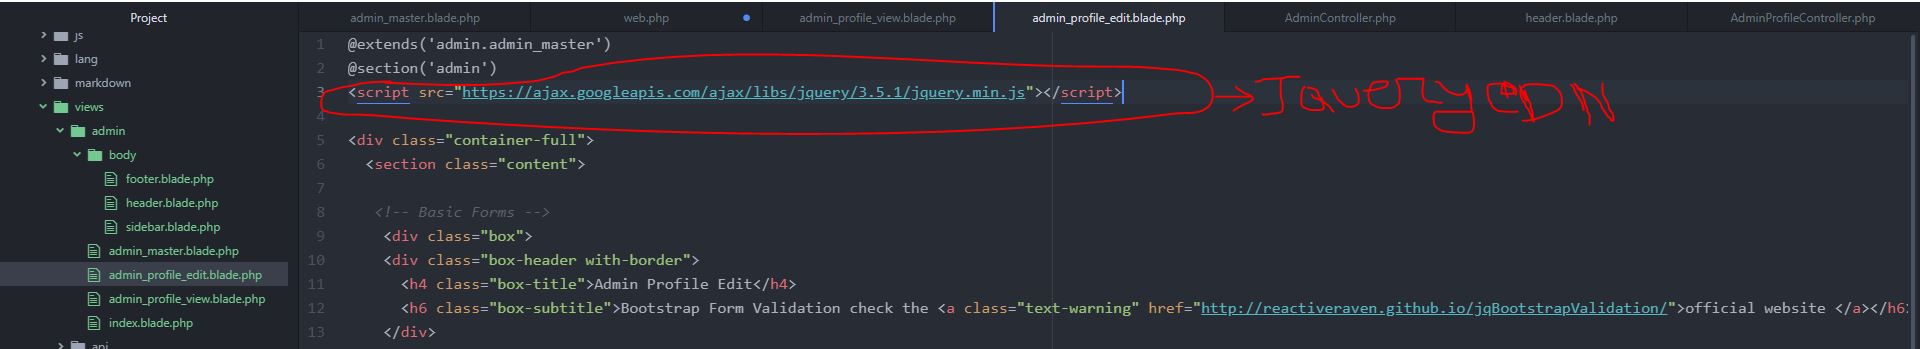 Project
admin_master.blade.php
web.php
admin_profile_view.blade.php
admin_profile_edit.blade.php
AdminController.php
header.blade.php
AdminProfileController.php
js
lang
markdown
views
admin
body
footer.blade.php
header.blade.php
sidebar.blade.php
admin_master.blade.php
admin_profile_edit.blade.php
admin_profile_view.blade.php
index.blade.php
api
1 @extends('admin.admin_master')
2 @section('admin')
3 <script src="https://ajax.googleapis.com/ajax/libs/jquery/3.5.1/jquery.min.js"></script>
4
5 <div class="container-full">
6 <section class="content">
7
8 <!-- Basic Forms -->
9 <div class="box">
10 <div class="box-header with-border">
11 <h4 class="box-title">Admin Profile Edit</h4>
12 <h6 class="box-subtitle">Bootstrap Form Validation check the <a class="text-warning" href="http://reactiveraven.github.io/jqBootstrapValidation/">official website </a></h6>
13 </div>
JQUERY CDN